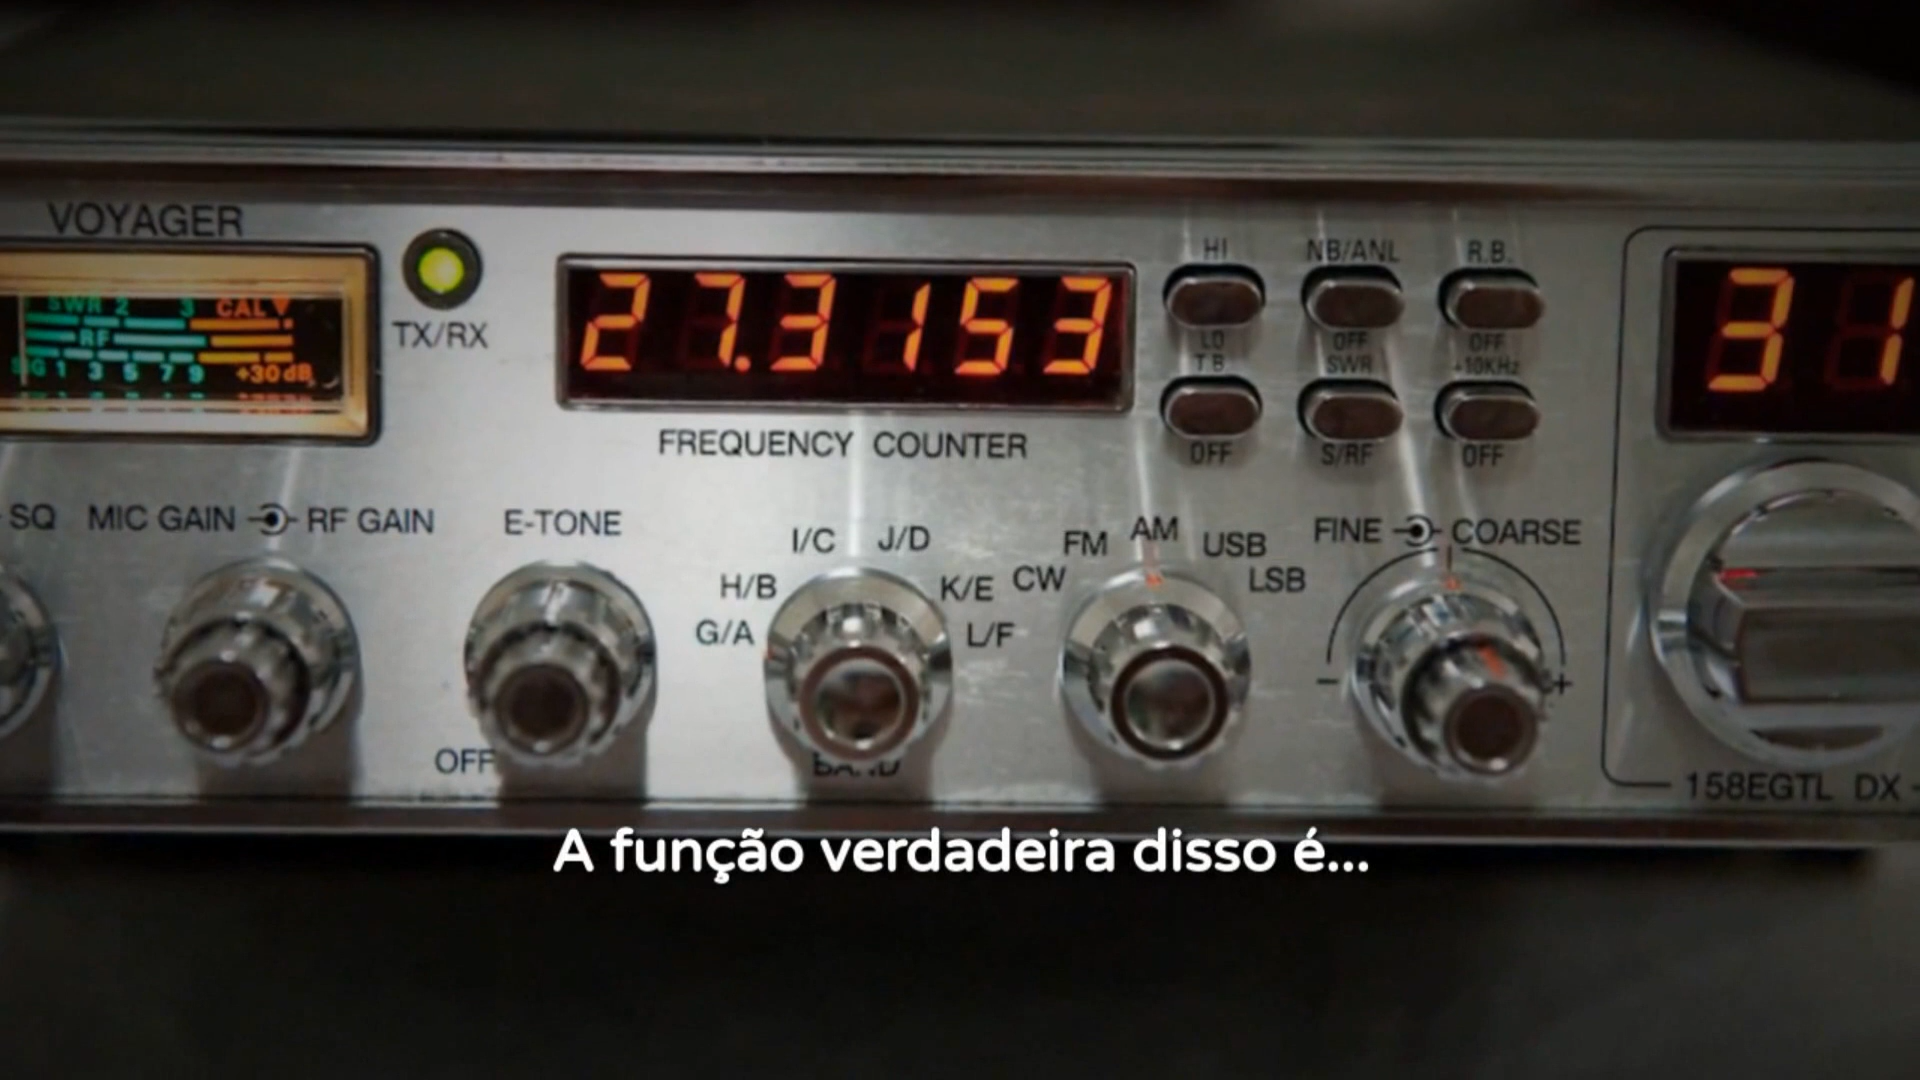 VOYAGER
SWR 2 3 CAL
RF
1 3 5 7 9 +30dB
TX/RX
27.3153
FREQUENCY COUNTER
HI NB/ANL R.B.
LO OFF OFF
T.B SWR +10KHz
OFF S/RF OFF
31
SQ MIC GAIN RF GAIN E-TONE
OFF
G/A H/B I/C J/D K/E L/F
BAND
CW FM AM USB LSB
FINE COARSE
- +
158EGTL DX
A função verdadeira disso é...